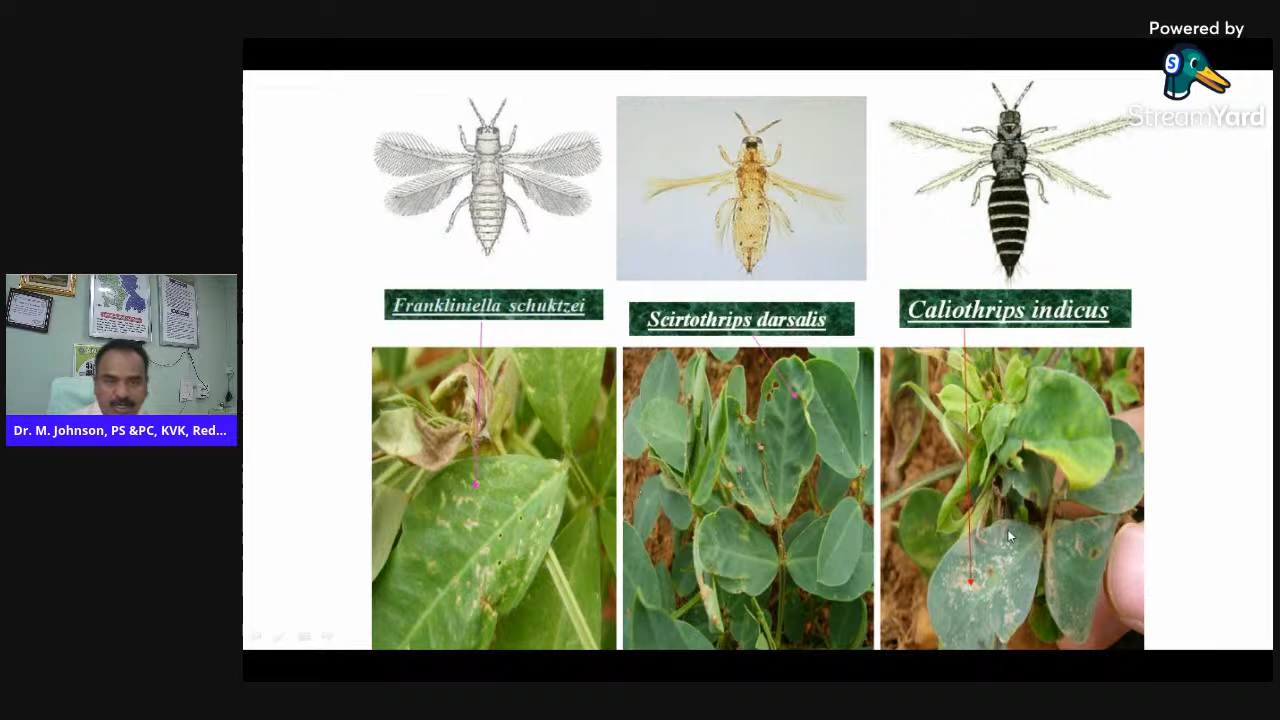 Powered by
S
StreamYard
Frankliniella schuktzei
Scirtothrips darsalis
Caliothrips indicus
Dr. M. Johnson, PS &PC, KVK, Red...